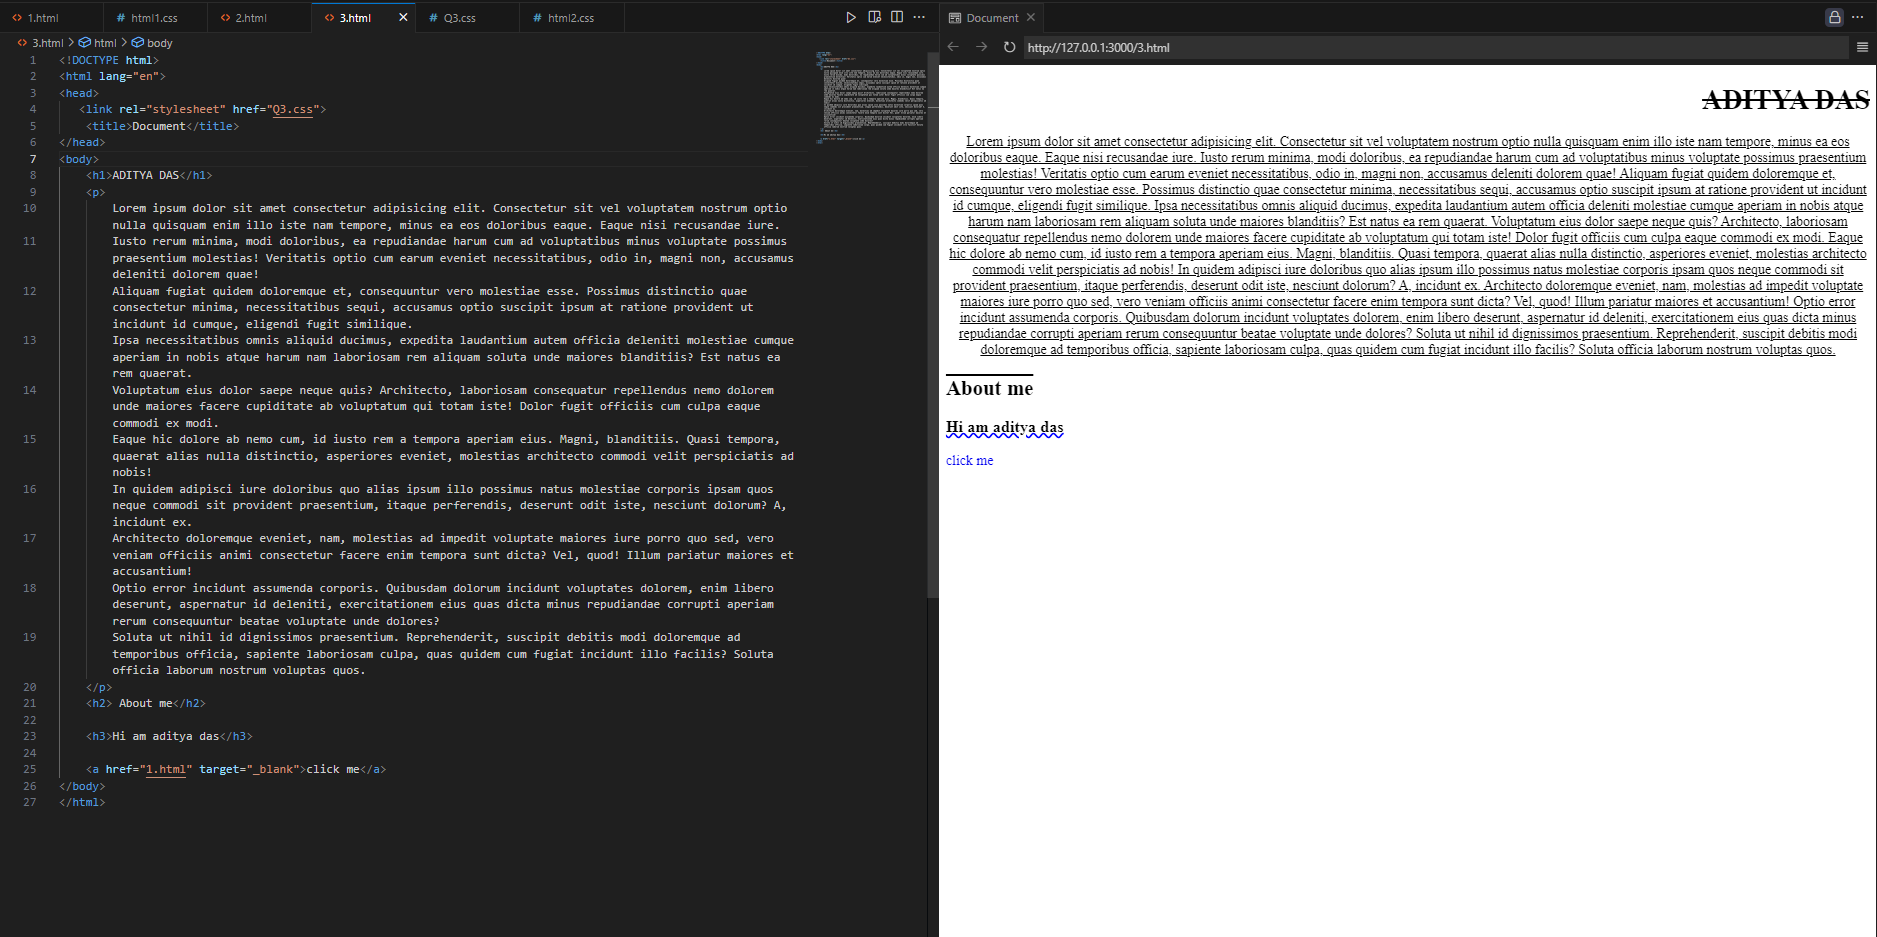 1.html
html1.css
2.html
3.html
Q3.css
html2.css
3.html > html > body
1 <!DOCTYPE html>
2 <html lang="en">
3 <head>
4 <link rel="stylesheet" href="Q3.css">
5 <title>Document</title>
6 </head>
7 <body>
8 <h1>ADITYA DAS</h1>
9 <p>
10 Lorem ipsum dolor sit amet consectetur adipisicing elit. Consectetur sit vel voluptatem nostrum optio
nulla quisquam enim illo iste nam tempore, minus ea eos doloribus eaque. Eaque nisi recusandae iure.
11 Iusto rerum minima, modi doloribus, ea repudiandae harum cum ad voluptatibus minus voluptate possimus
praesentium molestias! Veritatis optio cum earum eveniet necessitatibus, odio in, magni non, accusamus
deleniti dolorem quae!
12 Aliquam fugiat quidem doloremque et, consequuntur vero molestiae esse. Possimus distinctio quae
consectetur minima, necessitatibus sequi, accusamus optio suscipit ipsum at ratione provident ut
incidunt id cumque, eligendi fugit similique.
13 Ipsa necessitatibus omnis aliquid ducimus, expedita laudantium autem officia deleniti molestiae cumque
aperiam in nobis atque harum nam laboriosam rem aliquam soluta unde maiores blanditiis? Est natus ea
rem quaerat.
14 Voluptatum eius dolor saepe neque quis? Architecto, laboriosam consequatur repellendus nemo dolorem
unde maiores facere cupiditate ab voluptatum qui totam iste! Dolor fugit officiis cum culpa eaque
commodi ex modi.
15 Eaque hic dolore ab nemo cum, id iusto rem a tempora aperiam eius. Magni, blanditiis. Quasi tempora,
quaerat alias nulla distinctio, asperiores eveniet, molestias architecto commodi velit perspiciatis ad
nobis!
16 In quidem adipisci iure doloribus quo alias ipsum illo possimus natus molestiae corporis ipsam quos
neque commodi sit provident praesentium, itaque perferendis, deserunt odit iste, nesciunt dolorum? A,
incidunt ex.
17 Architecto doloremque eveniet, nam, molestias ad impedit voluptate maiores iure porro quo sed, vero
veniam officiis animi consectetur facere enim tempora sunt dicta? Vel, quod! Illum pariatur maiores et
accusantium!
18 Optio error incidunt assumenda corporis. Quibusdam dolorum incidunt voluptates dolorem, enim libero
deserunt, aspernatur id deleniti, exercitationem eius quas dicta minus repudiandae corrupti aperiam
rerum consequuntur beatae voluptate unde dolores?
19 Soluta ut nihil id dignissimos praesentium. Reprehenderit, suscipit debitis modi doloremque ad
temporibus officia, sapiente laboriosam culpa, quas quidem cum fugiat incidunt illo facilis? Soluta
officia laborum nostrum voluptas quos.
20 </p>
21 <h2> About me</h2>
22
23 <h3>Hi am aditya das</h3>
24
25 <a href="1.html" target="_blank">click me</a>
26 </body>
27 </html>
Document
http://127.0.0.1:3000/3.html
ADITYA DAS
Lorem ipsum dolor sit amet consectetur adipisicing elit. Consectetur sit vel voluptatem nostrum optio nulla quisquam enim illo iste nam tempore, minus ea eos
doloribus eaque. Eaque nisi recusandae iure. Iusto rerum minima, modi doloribus, ea repudiandae harum cum ad voluptatibus minus voluptate possimus praesentium
molestias! Veritatis optio cum earum eveniet necessitatibus, odio in, magni non, accusamus deleniti dolorem quae! Aliquam fugiat quidem doloremque et,
consequuntur vero molestiae esse. Possimus distinctio quae consectetur minima, necessitatibus sequi, accusamus optio suscipit ipsum at ratione provident ut incidunt
id cumque, eligendi fugit similique. Ipsa necessitatibus omnis aliquid ducimus, expedita laudantium autem officia deleniti molestiae cumque aperiam in nobis atque
harum nam laboriosam rem aliquam soluta unde maiores blanditiis? Est natus ea rem quaerat. Voluptatum eius dolor saepe neque quis? Architecto, laboriosam
consequatur repellendus nemo dolorem unde maiores facere cupiditate ab voluptatum qui totam iste! Dolor fugit officiis cum culpa eaque commodi ex modi. Eaque
hic dolore ab nemo cum, id iusto rem a tempora aperiam eius. Magni, blanditiis. Quasi tempora, quaerat alias nulla distinctio, asperiores eveniet, molestias architecto
commodi velit perspiciatis ad nobis! In quidem adipisci iure doloribus quo alias ipsum illo possimus natus molestiae corporis ipsam quos neque commodi sit
provident praesentium, itaque perferendis, deserunt odit iste, nesciunt dolorum? A, incidunt ex. Architecto doloremque eveniet, nam, molestias ad impedit voluptate
maiores iure porro quo sed, vero veniam officiis animi consectetur facere enim tempora sunt dicta? Vel, quod! Illum pariatur maiores et accusantium! Optio error
incidunt assumenda corporis. Quibusdam dolorum incidunt voluptates dolorem, enim libero deserunt, aspernatur id deleniti, exercitationem eius quas dicta minus
repudiandae corrupti aperiam rerum consequuntur beatae voluptate unde dolores? Soluta ut nihil id dignissimos praesentium. Reprehenderit, suscipit debitis modi
doloremque ad temporibus officia, sapiente laboriosam culpa, quas quidem cum fugiat incidunt illo facilis? Soluta officia laborum nostrum voluptas quos.
About me
Hi am aditya das
click me